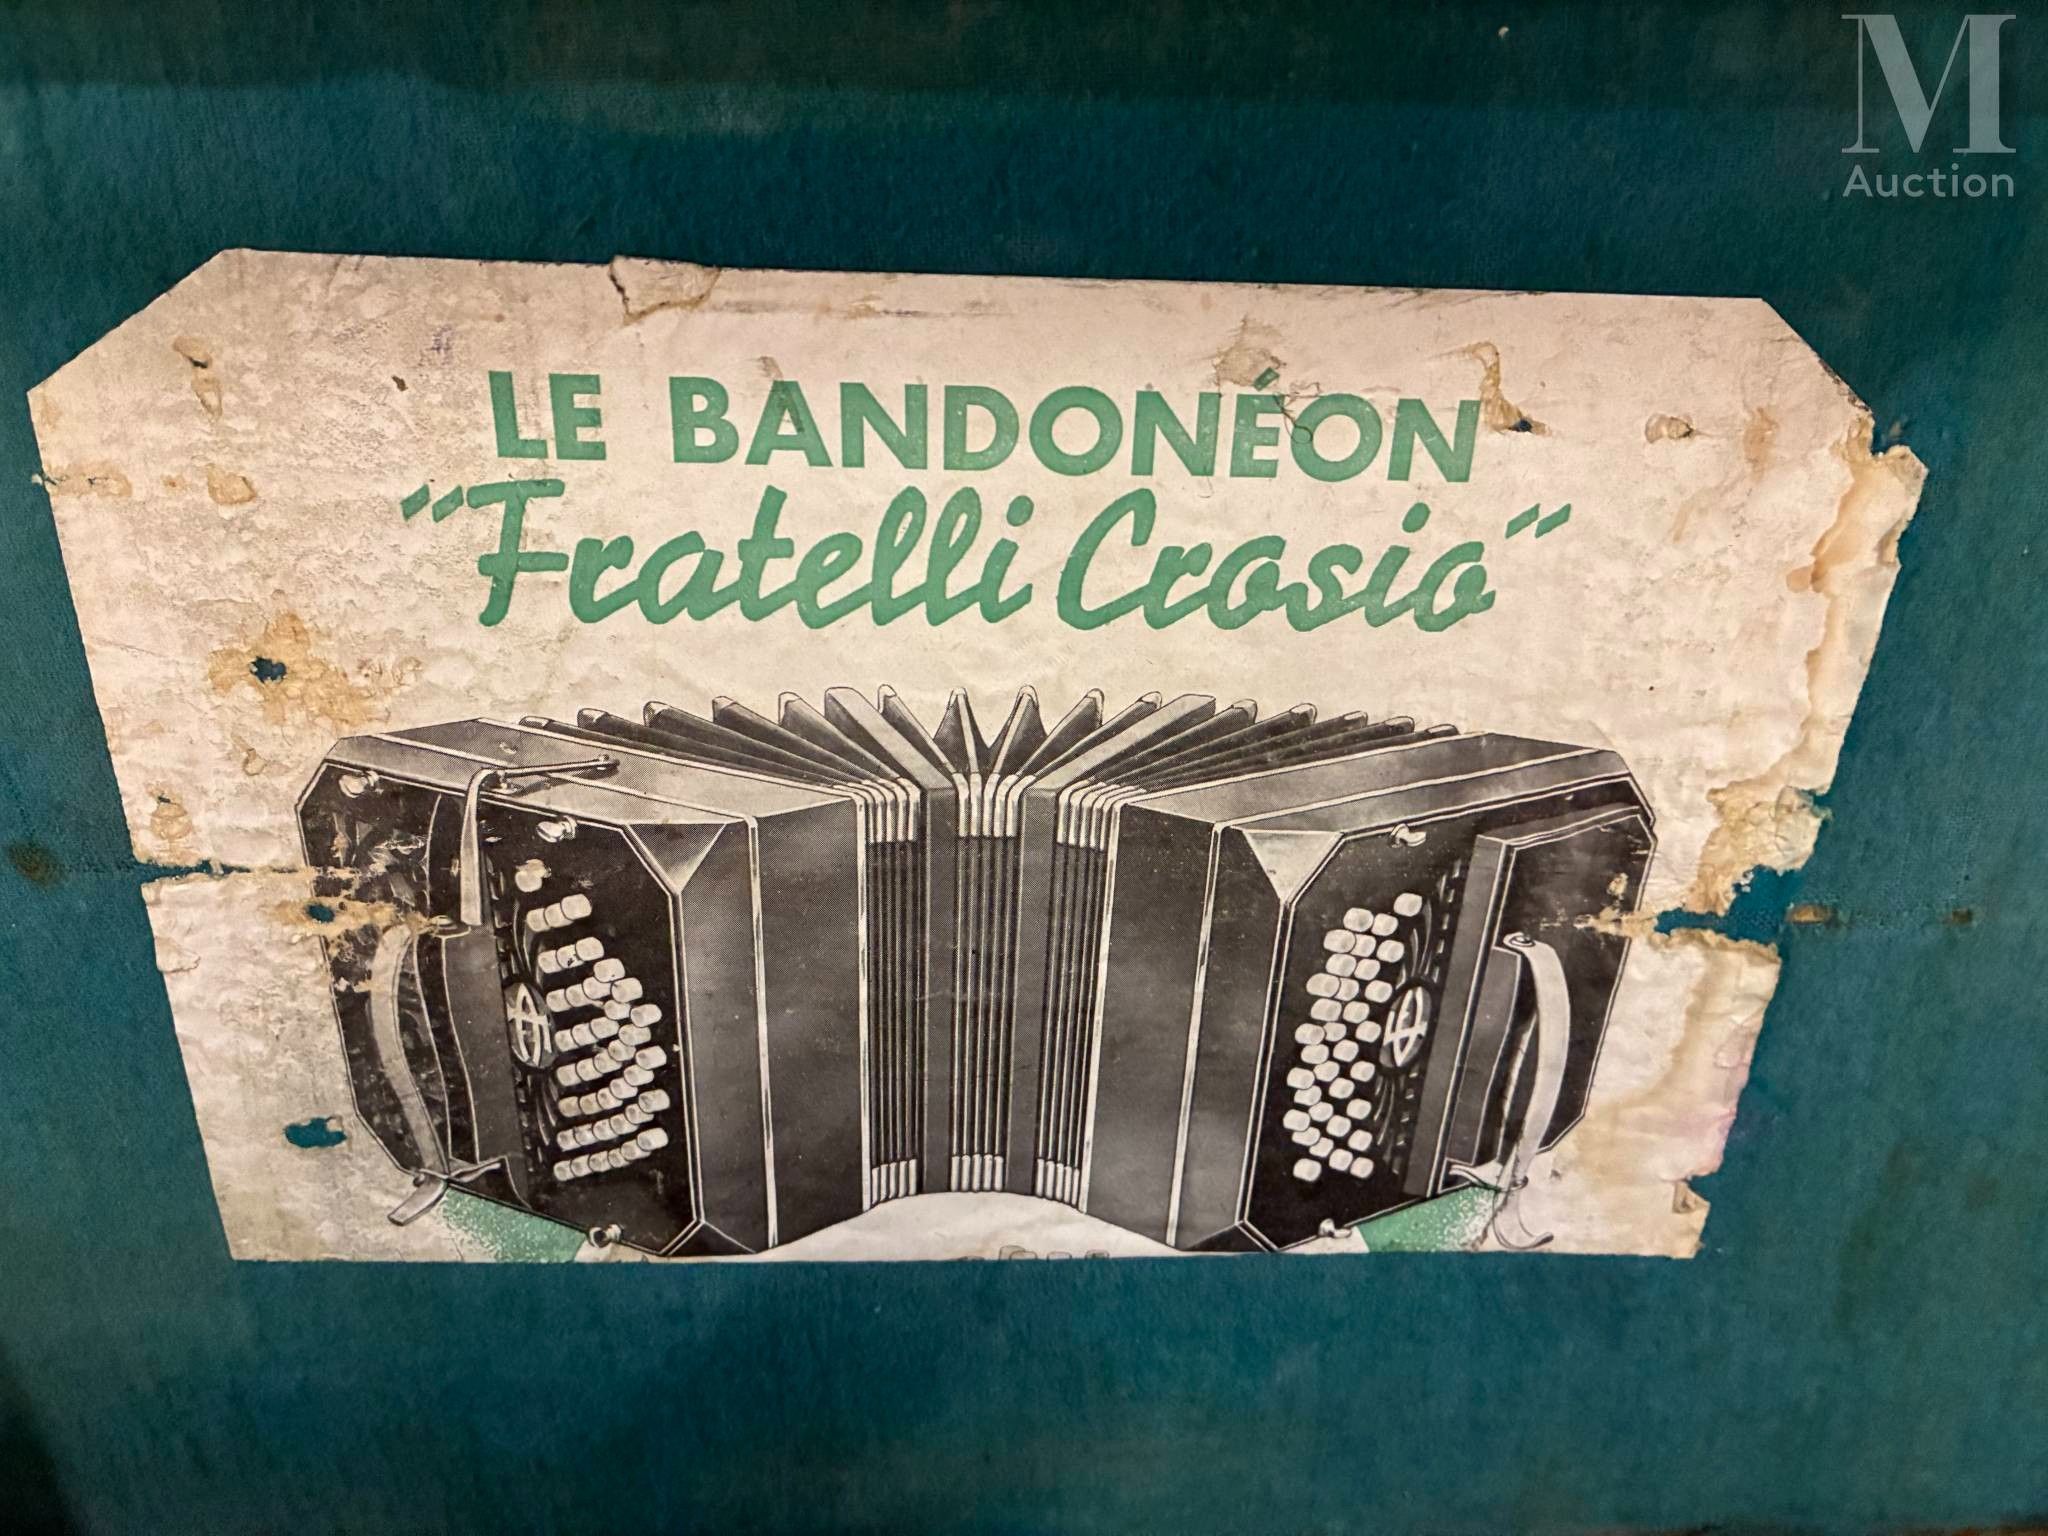 M
Auction
LE BANDONÉON
"Fratelli Crosio"